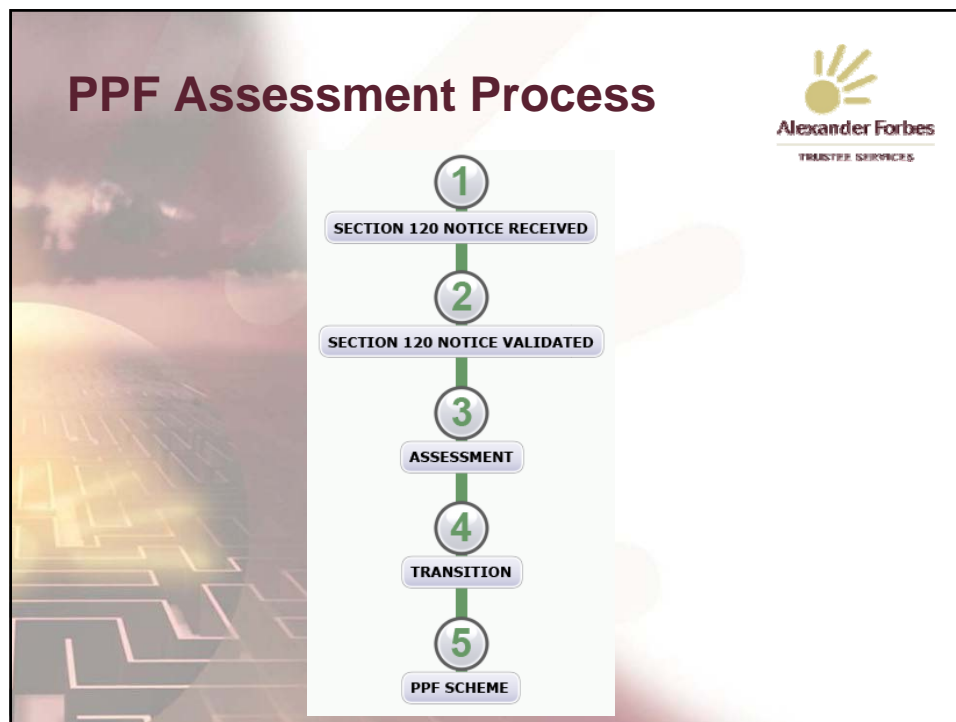 PPF Assessment Process
Alexander Forbes
TRUSTEE SERVICES
1
SECTION 120 NOTICE RECEIVED
2
SECTION 120 NOTICE VALIDATED
3
ASSESSMENT
4
TRANSITION
5
PPF SCHEME